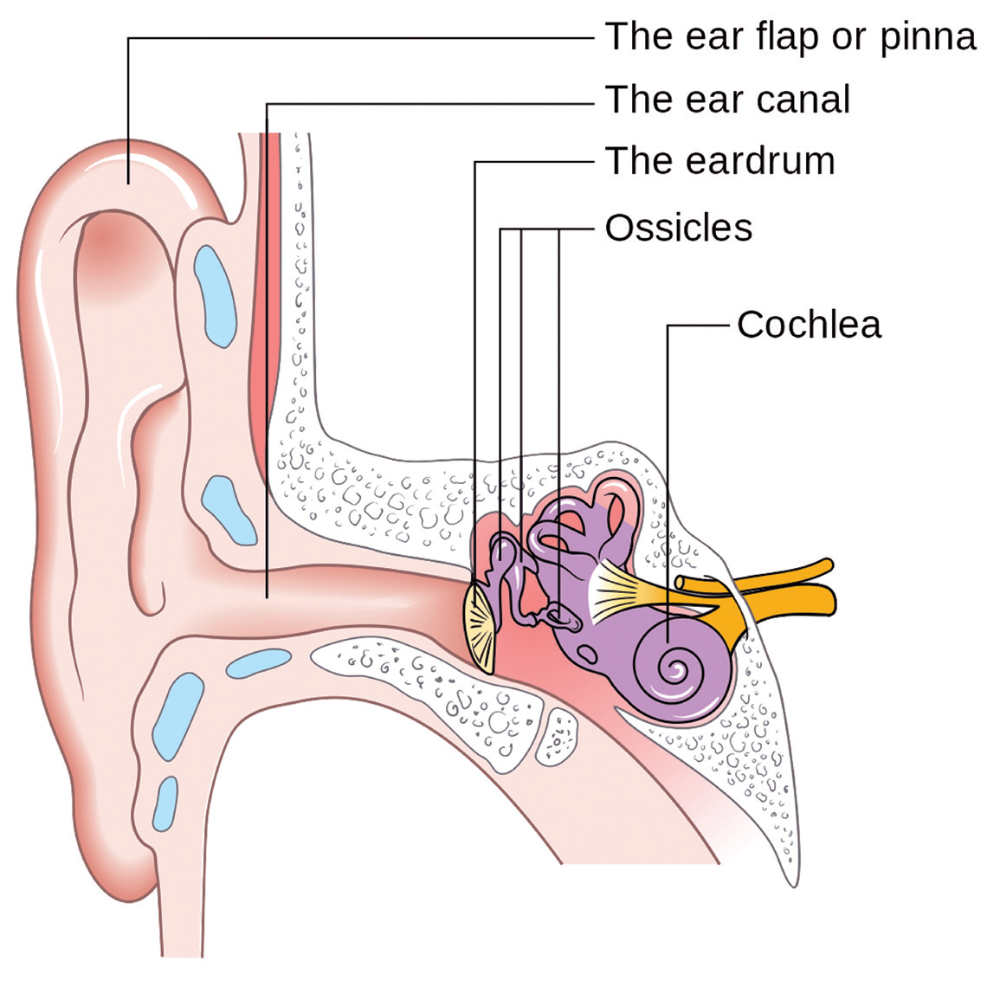 The ear flap or pinna
The ear canal
The eardrum
Ossicles
Cochlea